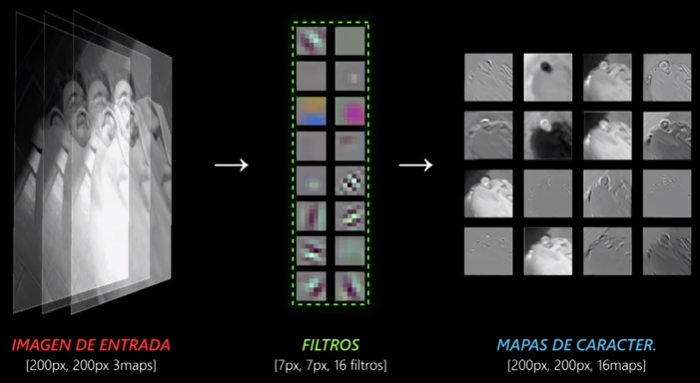 IMAGEN DE ENTRADA
[200px, 200px 3maps]
FILTROS
[7px, 7px, 16 filtros]
MAPAS DE CARACTER.
[200px, 200px, 16maps]